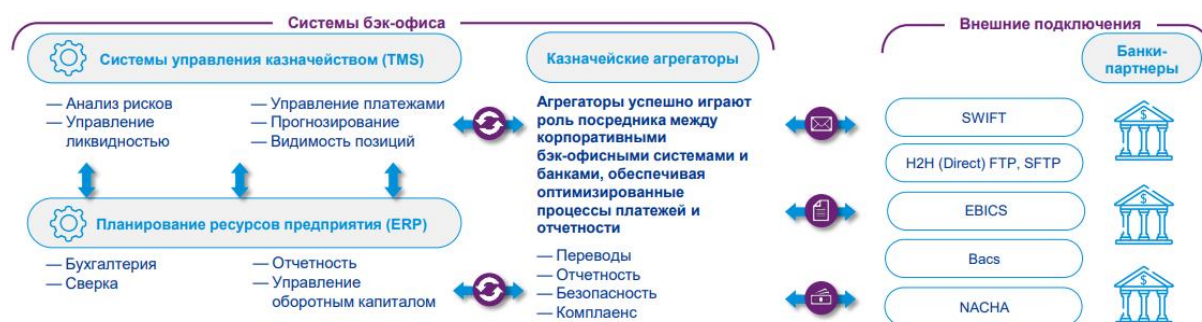 Системы бэк-офиса
Системы управления казначейством (TMS)
— Анализ рисков
— Управление
ликвидностью
— Управление платежами
— Прогнозирование
— Видимость позиций
Планирование ресурсов предприятия (ERP)
— Бухгалтерия
— Сверка
— Отчетность
— Управление
оборотным капиталом
Казначейские агрегаторы
Агрегаторы успешно играют
роль посредника между
корпоративными
бэк-офисными системами и
банками, обеспечивая
оптимизированные
процессы платежей и
отчетности
— Переводы
— Отчетность
— Безопасность
— Комплаенс
Внешние подключения
Банки-
партнеры
SWIFT
H2H (Direct) FTP, SFTP
EBICS
Bacs
NACHA
$
$
$